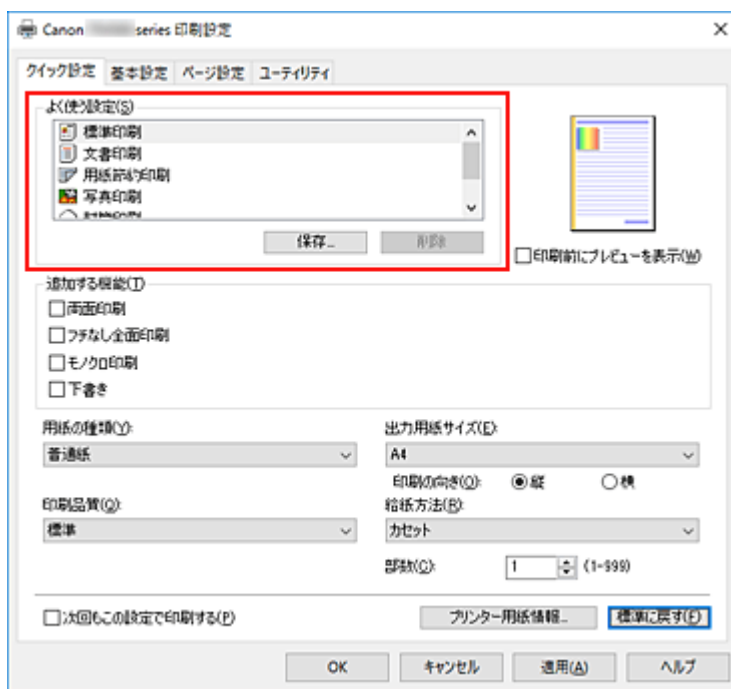 Canon series 印刷設定
クイック設定 基本設定 ページ設定 ユーティリティ
よく使う設定(S)
標準印刷
文書印刷
用紙節約印刷
写真印刷
保存...
削除
印刷前にプレビューを表示(W)
追加する機能(T)
両面印刷
フチなし全面印刷
モノクロ印刷
下書き
用紙の種類(Y):
普通紙
出力用紙サイズ(E):
A4
印刷の向き(O): 縦 横
印刷品質(Q):
標準
給紙方法(R):
カセット
部数(C): 1 (1-999)
次回もこの設定で印刷する(P)
プリンター用紙情報...
標準に戻す(F)
OK キャンセル 適用(A) ヘルプ